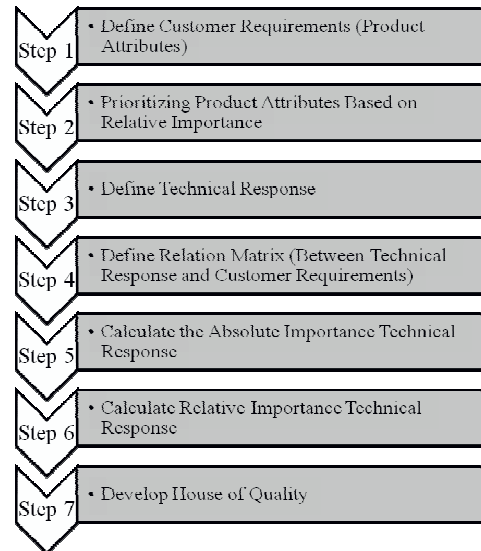 Step 1
• Define Customer Requirements (Product
Attributes)
Step 2
• Prioritizing Product Attributes Based on
Relative Importance
Step 3
• Define Technical Response
Step 4
• Define Relation Matrix (Between Technical
Response and Customer Requirements)
Step 5
• Calculate the Absolute Importance Technical
Response
Step 6
• Calculate Relative Importance Technical
Response
Step 7
• Develop House of Quality